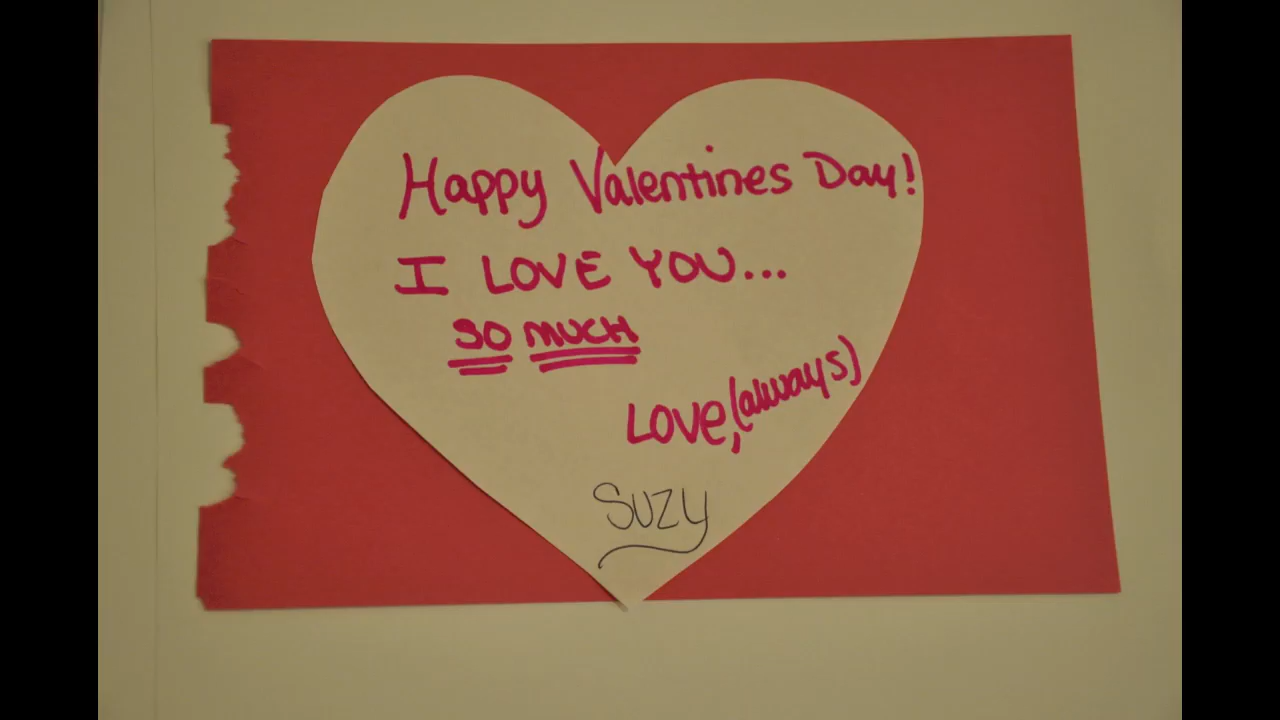 Happy Valentines Day!
I LOVE YOU...
SO MUCH
LOVE, (always)
Suzy